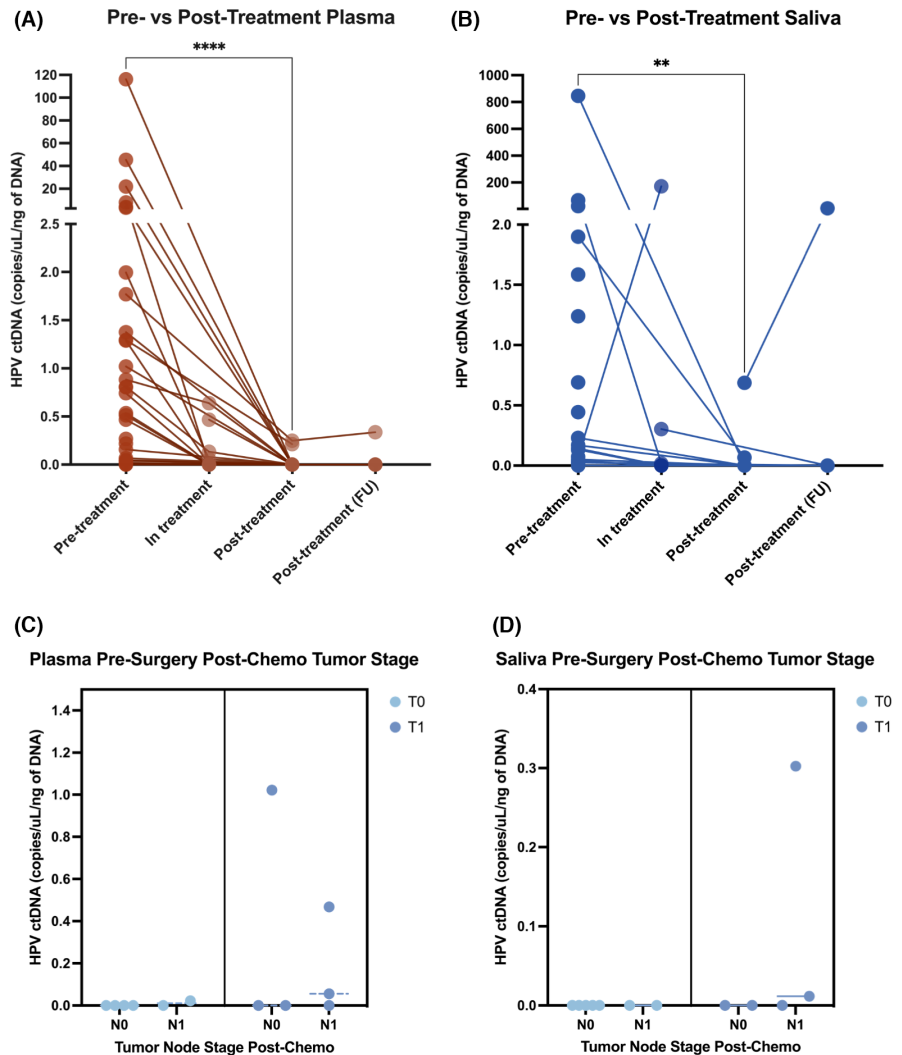 (A)
Pre- vs Post-Treatment Plasma
****
120
100
80
60
40
20
2.5
2.0
1.5
1.0
0.5
0.0
HPV ctDNA (copies/uL/ng of DNA)
Pre-treatment
In treatment
Post-treatment
Post-treatment (FU)
(B)
Pre- vs Post-Treatment Saliva
**
1000
800
600
400
200
2.0
1.5
1.0
0.5
0.0
HPV ctDNA (copies/uL/ng of DNA)
Pre-treatment
In treatment
Post-treatment
Post-treatment (FU)
(C)
Plasma Pre-Surgery Post-Chemo Tumor Stage
1.4
1.2
1.0
0.8
0.6
0.4
0.2
0.0
HPV ctDNA (copies/uL/ng of DNA)
T0
T1
N0 N1 N0 N1
Tumor Node Stage Post-Chemo
(D)
Saliva Pre-Surgery Post-Chemo Tumor Stage
0.4
0.3
0.2
0.1
0.0
HPV ctDNA (copies/uL/ng of DNA)
T0
T1
N0 N1 N0 N1
Tumor Node Stage Post-Chemo